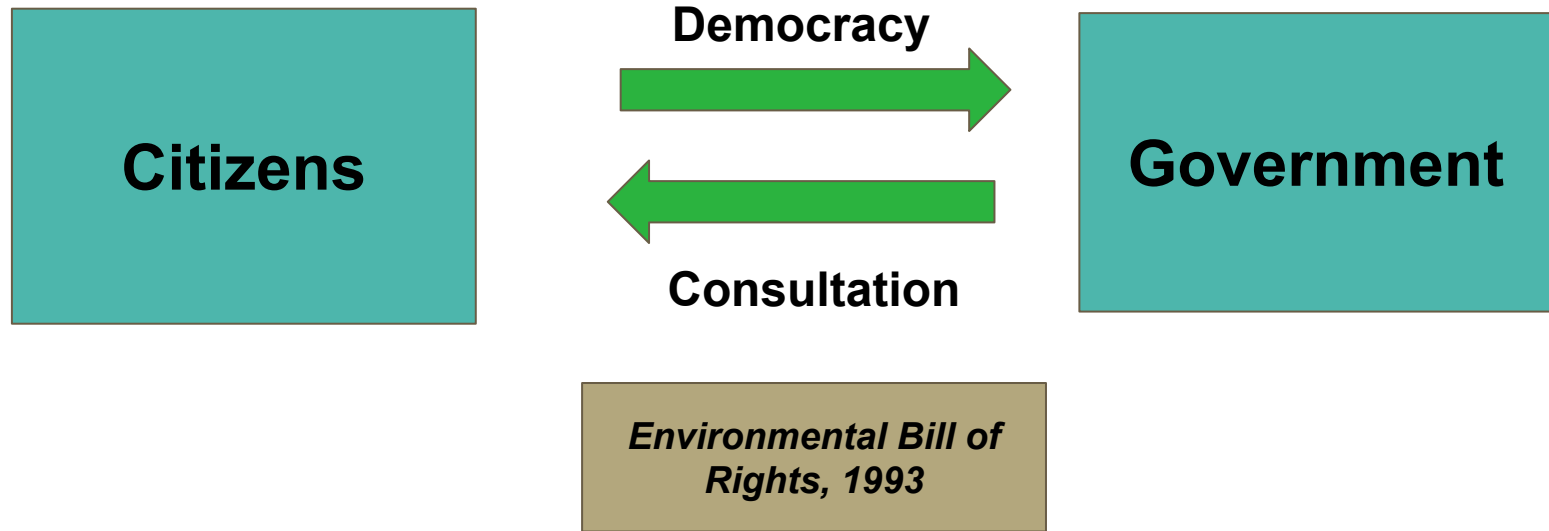 Democracy
Citizens
Government
Consultation
Environmental Bill of
Rights, 1993